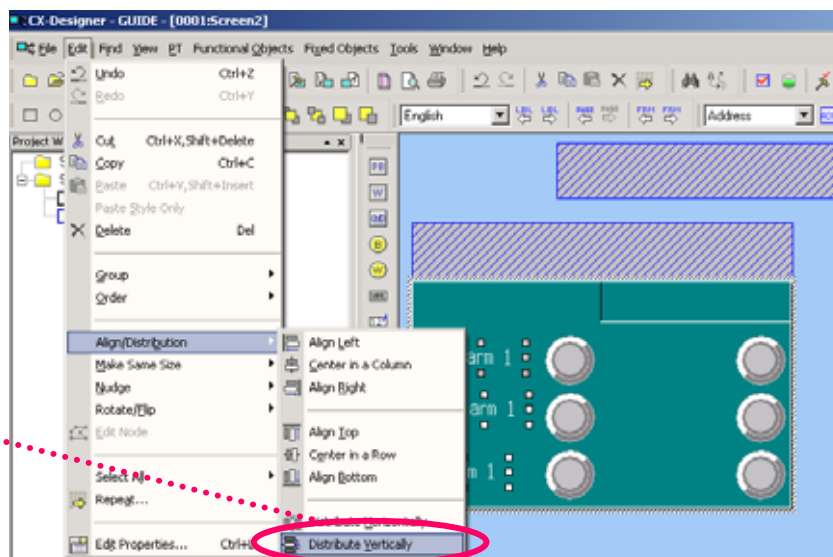 CX-Designer - GUIDE - [0001:Screen2]
File Edit Find View PT Functional Objects Fixed Objects Tools Window Help
English
Address
Project W
Undo Ctrl+Z
Redo Ctrl+Y
Cut Ctrl+X,Shift+Delete
Copy Ctrl+C
Paste Ctrl+V,Shift+Insert
Paste Style Only
Delete Del
Group
Order
Align/Distribution
Make Same Size
Nudge
Rotate/Flip
Edit Node
Select All
Repeat...
Edit Properties...
Align Left
Center in a Column
Align Right
Align Top
Center in a Row
Align Bottom
Distribute Horizontally
Distribute Vertically
arm 1
arm 1
m 1